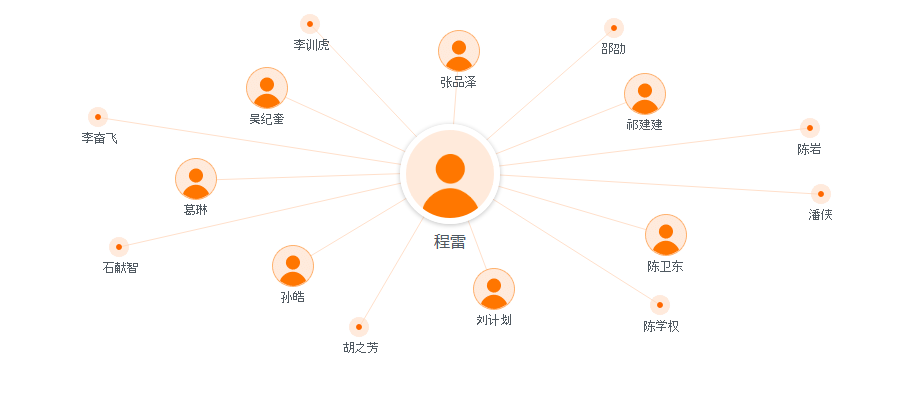 李训虎
邵劭
张品泽
吴纪奎
祁建建
李奋飞
陈岩
葛琳
潘侠
程雷
石献智
陈卫东
孙皓
刘计划
陈学权
胡之芳